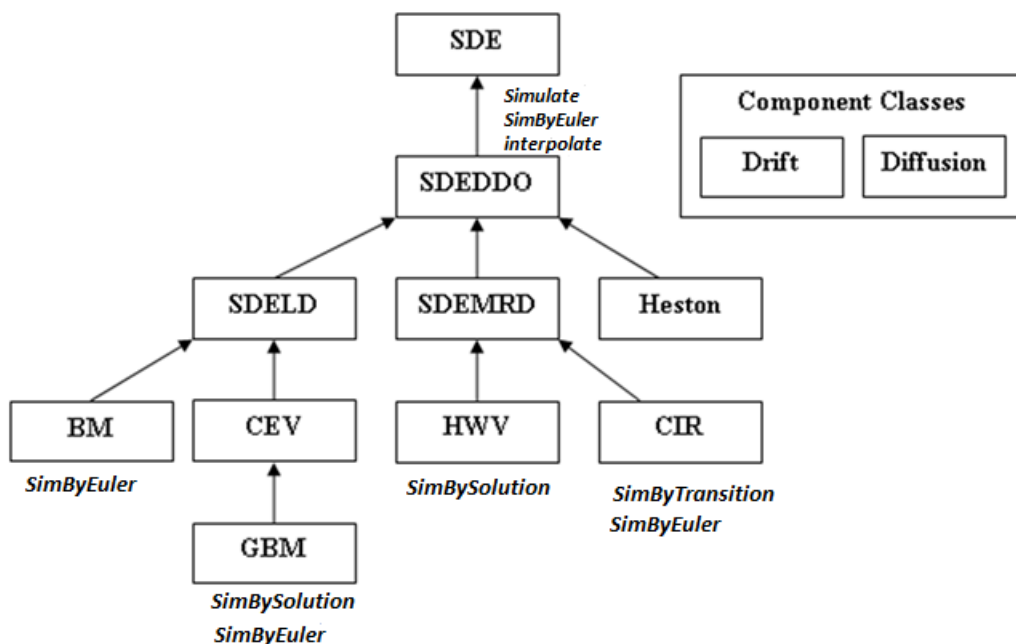 SDE
Simulate
SimByEuler
interpolate
Component Classes
Drift
Diffusion
SDEDDO
SDELD
SDEMRD
Heston
BM
CEV
HWV
CIR
SimByEuler
SimBySolution
SimByTransition
SimByEuler
GBM
SimBySolution
SimByEuler